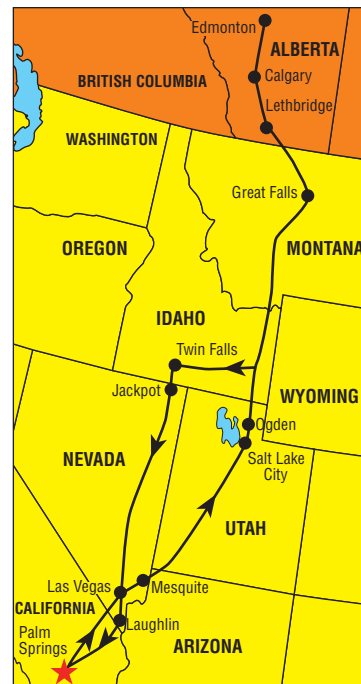 Edmonton
ALBERTA
BRITISH COLUMBIA
Calgary
Lethbridge
WASHINGTON
Great Falls
OREGON
MONTANA
IDAHO
Twin Falls
Jackpot
WYOMING
Ogden
Salt Lake
City
NEVADA
UTAH
Las Vegas
Mesquite
CALIFORNIA
Laughlin
Palm
Springs
ARIZONA